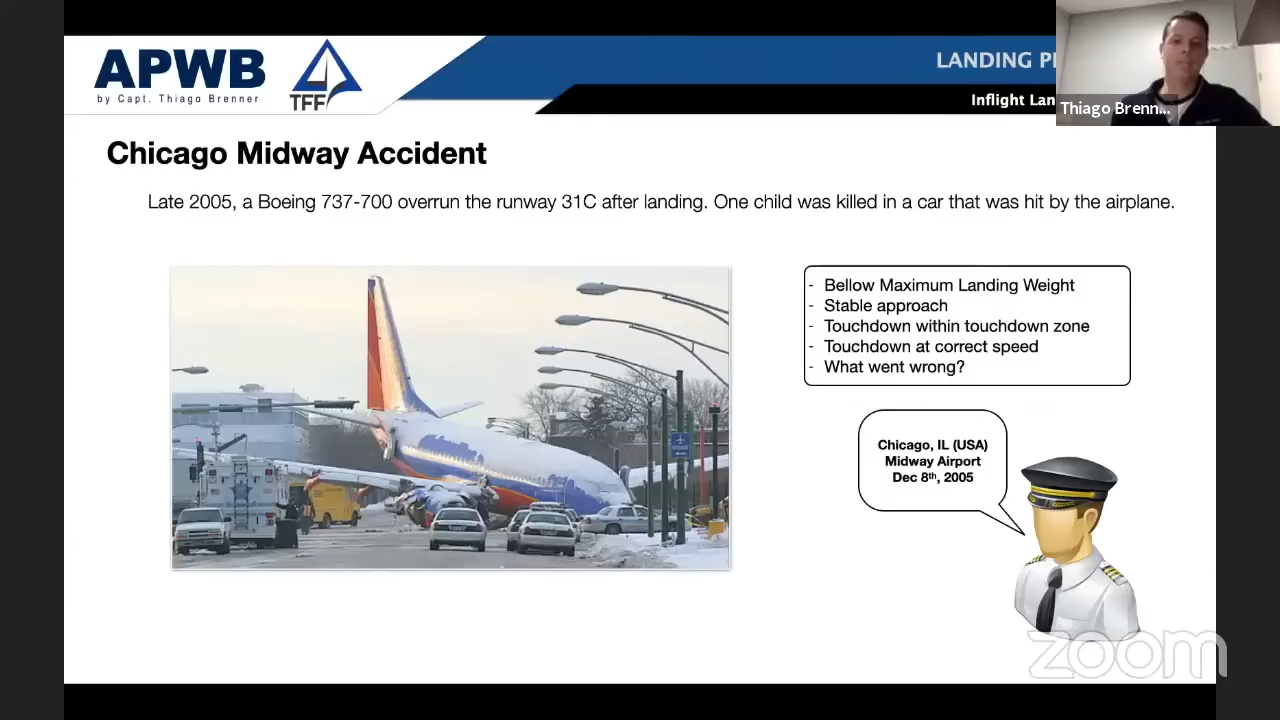 APWB
by Capt. Thiago Brenner
TFF
LANDING
Inflight
Thiago Brenn...
Chicago Midway Accident
Late 2005, a Boeing 737-700 overrun the runway 31C after landing. One child was killed in a car that was hit by the airplane.
- Bellow Maximum Landing Weight
- Stable approach
- Touchdown within touchdown zone
- Touchdown at correct speed
- What went wrong?
Chicago, IL (USA)
Midway Airport
Dec 8th, 2005
zoom